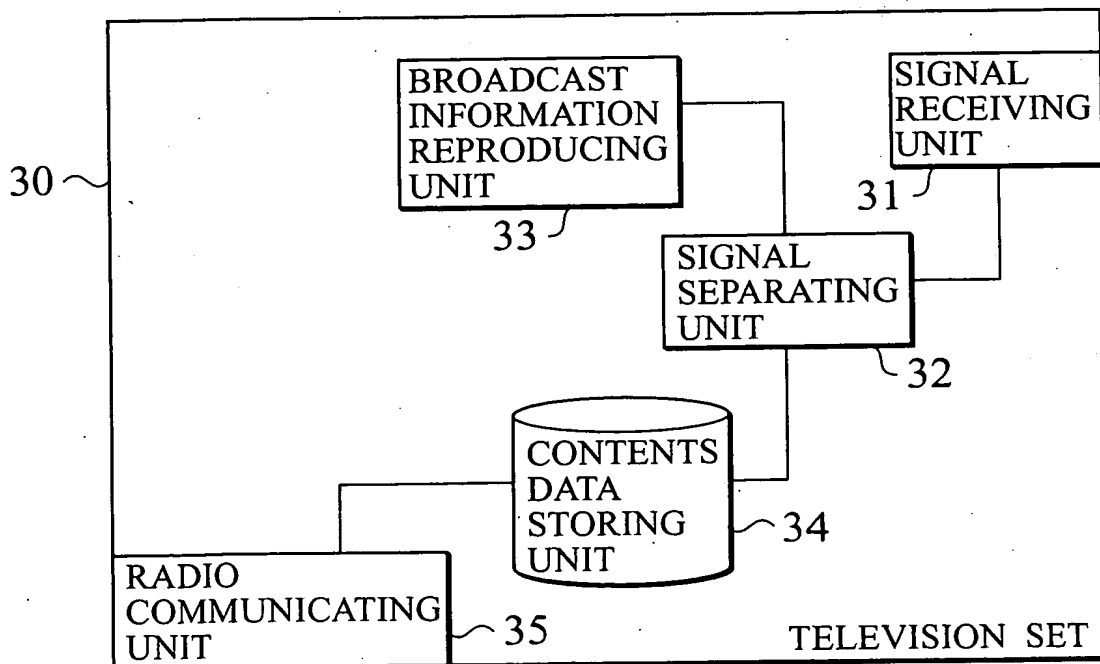 BROADCAST
INFORMATION
REPRODUCING
UNIT
33
SIGNAL
RECEIVING
UNIT
31
30
SIGNAL
SEPARATING
UNIT
32
CONTENTS
DATA
STORING
UNIT
34
RADIO
COMMUNICATING
UNIT
35
TELEVISION SET